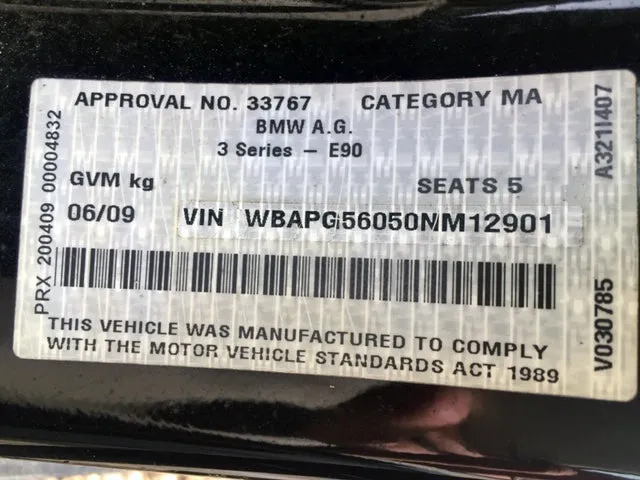 APPROVAL NO. 33767 CATEGORY MA
BMW A.G.
3 Series – E90
GVM kg SEATS 5
06/09 VIN WBAPG56050NM12901
THIS VEHICLE WAS MANUFACTURED TO COMPLY
WITH THE MOTOR VEHICLE STANDARDS ACT 1989
PRX 200409 00004832
V030785 A3211407